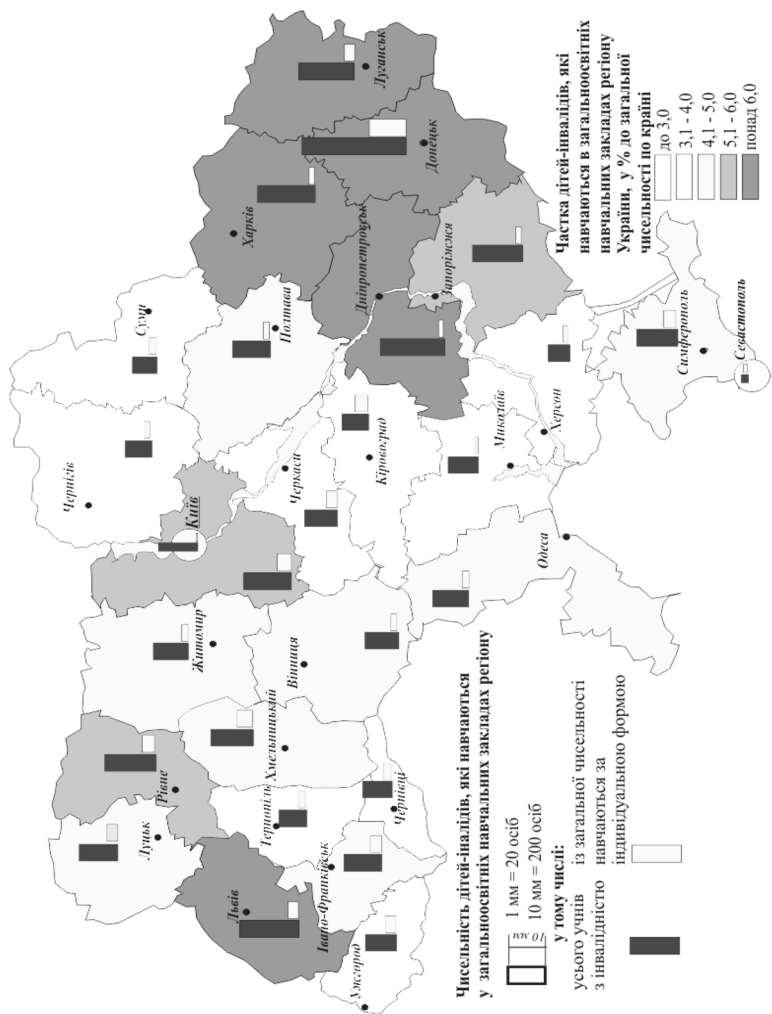 Луганськ
Донецьк
Харків
Дніпропетровськ
Запоріжжя
Суми
Полтава
Чернігів
Київ
Черкаси
Кіровоград
Миколаїв
Херсон
Симферополь
Севастополь
Одеса
Житомир
Вінниця
Хмельницький
Рівне
Луцьк
Тернопіль
Чернівці
Львів
Івано-Франківськ
Ужгород
Частка дітей-інвалідів, які
навчаються в загальноосвітніх
навчальних закладах регіону
України, у % до загальної
чисельності по країні
до 3,0
3,1 - 4,0
4,1 - 5,0
5,1 - 6,0
понад 6,0
Чисельність дітей-іналідів, які навчаються
у загальноосвітніх навчальних закладах регіону
10 мм
1 мм = 20 осіб
10 мм = 200 осіб
у тому числі:
усього учнів
з інвалідністю
із загальної чисельності
навчаються за
індивідуальною формою